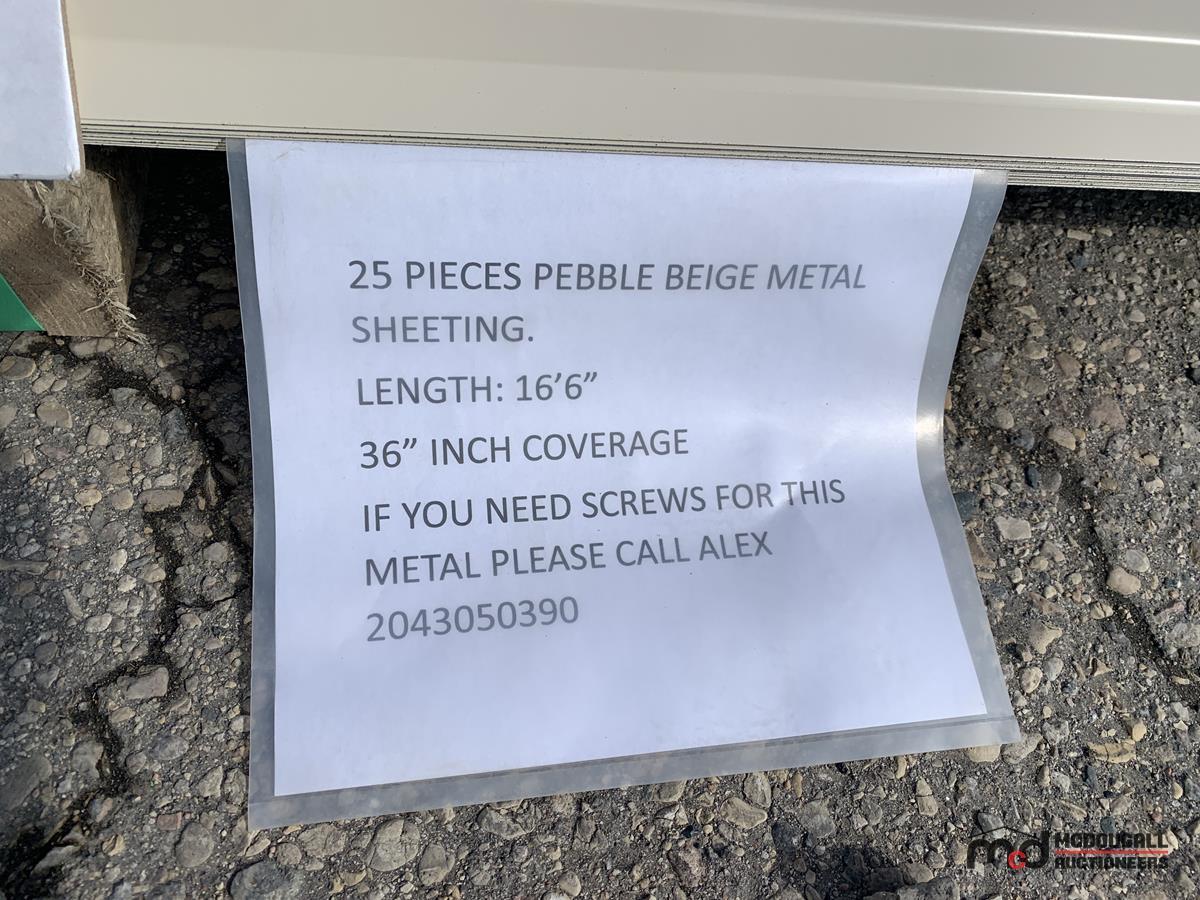 25 PIECES PEBBLE BEIGE METAL
SHEETING.
LENGTH: 16’6”
36” INCH COVERAGE
IF YOU NEED SCREWS FOR THIS
METAL PLEASE CALL ALEX
2043050390
mcd MCDOUGALL
AUCTIONEERS